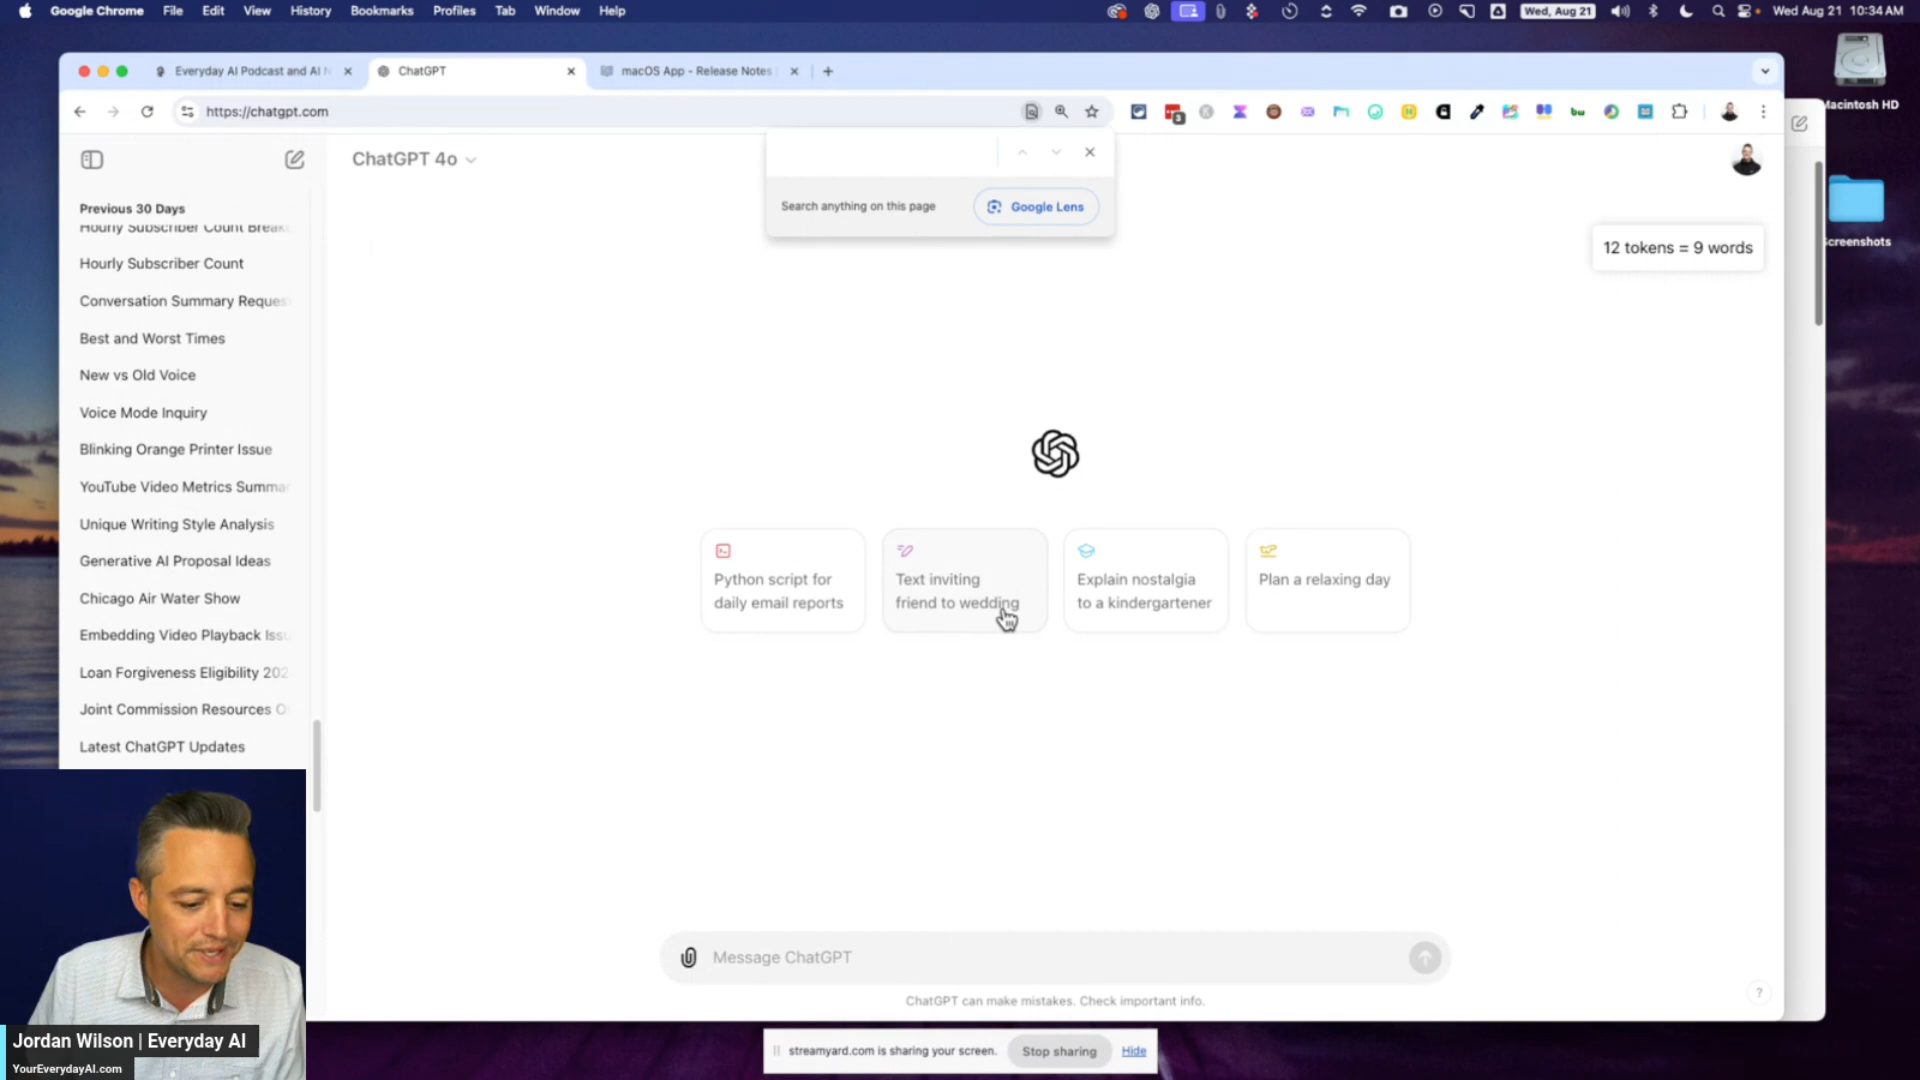 Google Chrome File Edit View History Bookmarks Profiles Tab Window Help
Wed, Aug 21
Wed Aug 21 10:34 AM
Macintosh HD
Screenshots
Everyday AI Podcast and AI N
ChatGPT
macOS App - Release Notes
https://chatgpt.com
3
ChatGPT 4o
Search anything on this page
Google Lens
12 tokens = 9 words
Previous 30 Days
Hourly Subscriber Count Break
Hourly Subscriber Count
Conversation Summary Reques
Best and Worst Times
New vs Old Voice
Voice Mode Inquiry
Blinking Orange Printer Issue
YouTube Video Metrics Summa
Unique Writing Style Analysis
Generative AI Proposal Ideas
Chicago Air Water Show
Embedding Video Playback Issu
Loan Forgiveness Eligibility 202
Joint Commission Resources O
Latest ChatGPT Updates
Python script for
daily email reports
Text inviting
friend to wedding
Explain nostalgia
to a kindergartener
Plan a relaxing day
Message ChatGPT
ChatGPT can make mistakes. Check important info.
?
Jordan Wilson | Everyday AI
YourEverydayAI.com
streamyard.com is sharing your screen.
Stop sharing
Hide